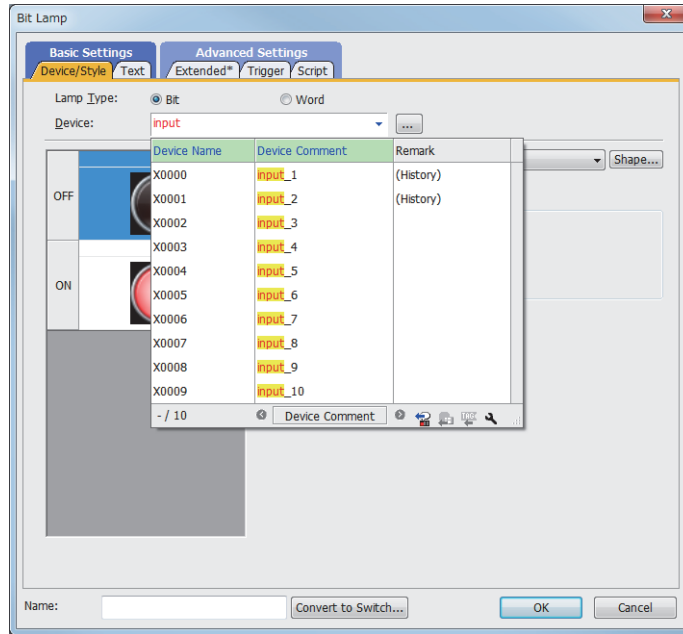 Bit Lamp
Basic Settings Advanced Settings
Device/Style Text Extended* Trigger Script
Lamp Type: Bit Word
Device: input ...
Device Name Device Comment Remark
Shape...
X0000 input_1 (History)
OFF
X0001 input_2 (History)
X0002 input_3
X0003 input_4
X0004 input_5
ON
X0005 input_6
X0006 input_7
X0007 input_8
X0008 input_9
X0009 input_10
- / 10 Device Comment
Name: Convert to Switch... OK Cancel